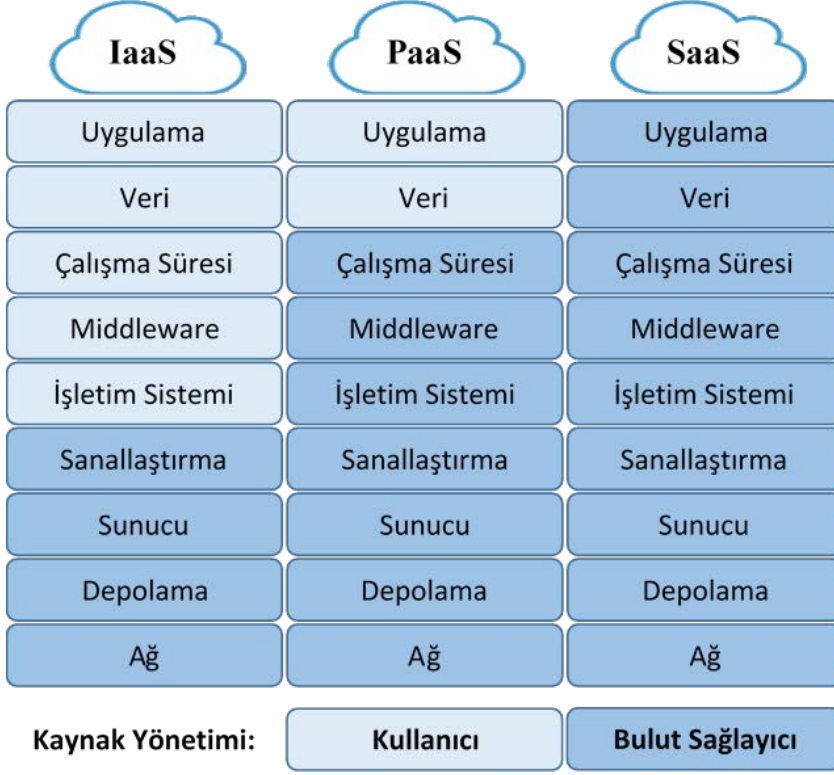 IaaS PaaS SaaS
Uygulama Uygulama Uygulama
Veri Veri Veri
Çalışma Süresi Çalışma Süresi Çalışma Süresi
Middleware Middleware Middleware
İşletim Sistemi İşletim Sistemi İşletim Sistemi
Sanallaştırma Sanallaştırma Sanallaştırma
Sunucu Sunucu Sunucu
Depolama Depolama Depolama
Ağ Ağ Ağ
Kaynak Yönetimi: Kullanıcı Bulut Sağlayıcı